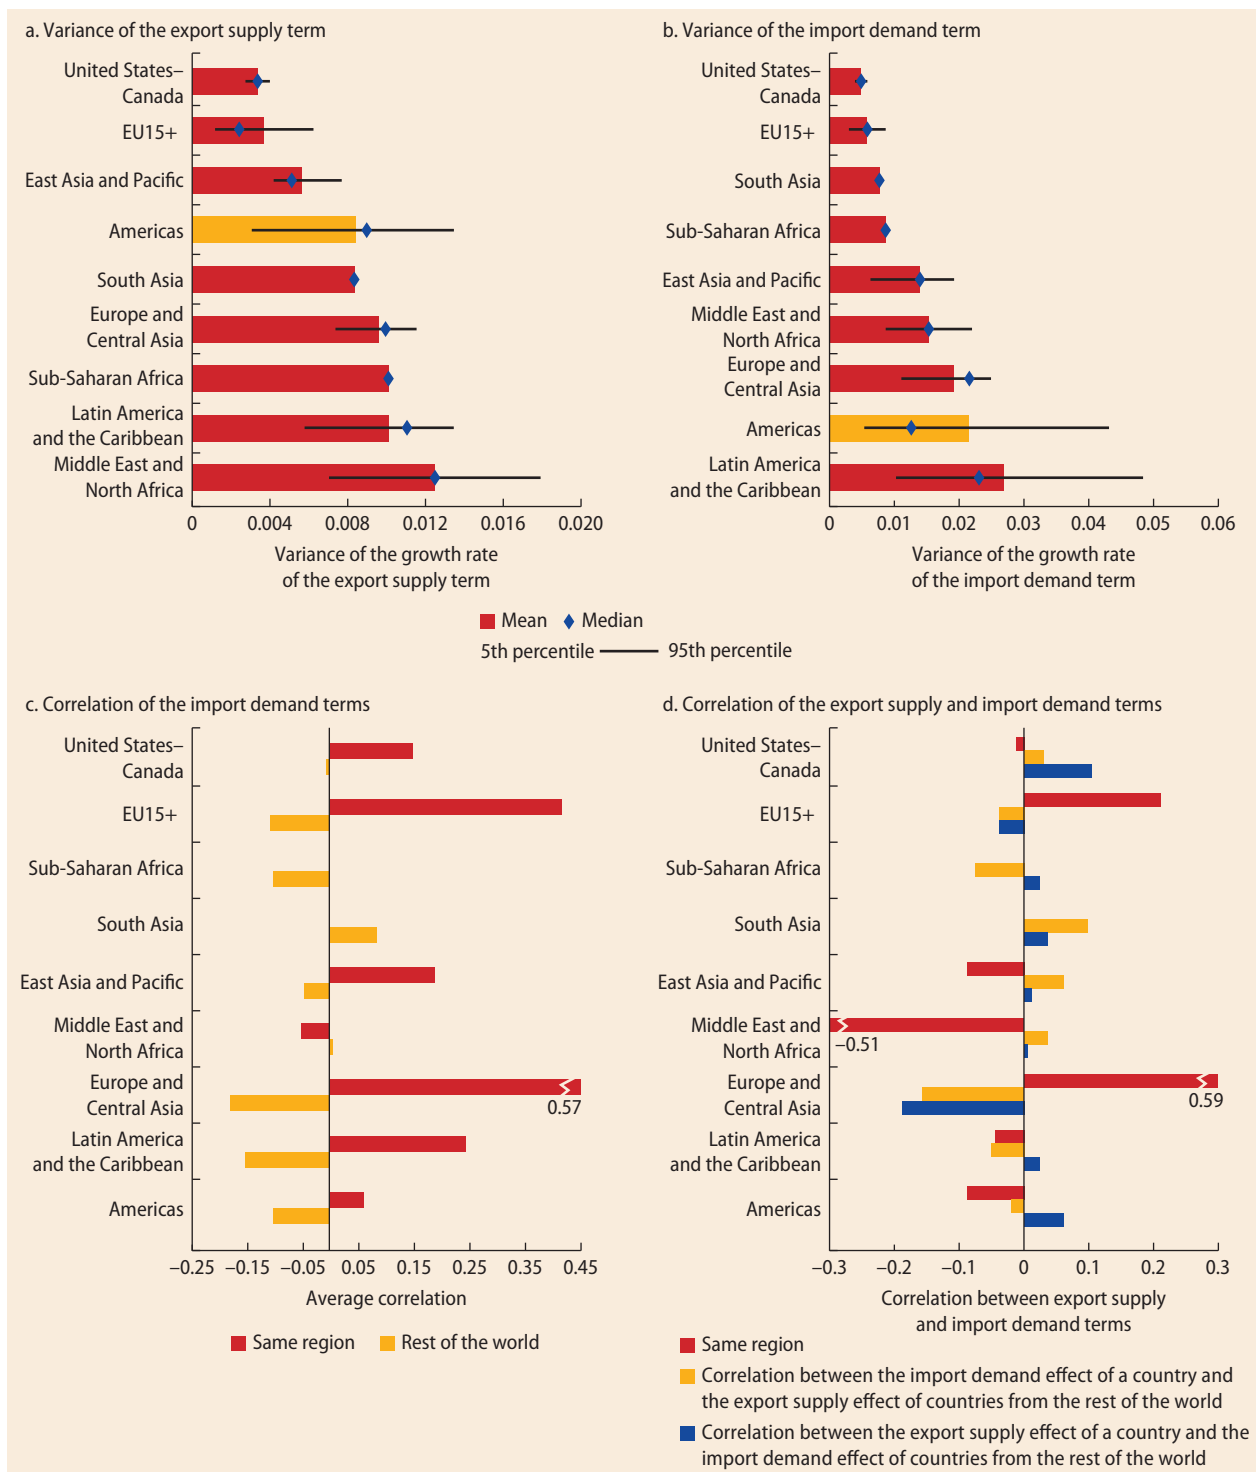 a. Variance of the export supply term
United States–
Canada
EU15+
East Asia and Pacific
Americas
South Asia
Europe and
Central Asia
Sub-Saharan Africa
Latin America
and the Caribbean
Middle East and
North Africa
0 0.004 0.008 0.012 0.016 0.020
Variance of the growth rate
of the export supply term
b. Variance of the import demand term
United States–
Canada
EU15+
South Asia
Sub-Saharan Africa
East Asia and Pacific
Middle East and
North Africa
Europe and
Central Asia
Americas
Latin America
and the Caribbean
0 0.01 0.02 0.03 0.04 0.05 0.06
Variance of the growth rate
of the import demand term
Mean Median
5th percentile 95th percentile
c. Correlation of the import demand terms
United States–
Canada
EU15+
Sub-Saharan Africa
South Asia
East Asia and Pacific
Middle East and
North Africa
Europe and
Central Asia
0.57
Latin America
and the Caribbean
Americas
−0.25 −0.15 −0.05 0.05 0.15 0.25 0.35 0.45
Average correlation
Same region Rest of the world
d. Correlation of the export supply and import demand terms
United States–
Canada
EU15+
Sub-Saharan Africa
South Asia
East Asia and Pacific
Middle East and
North Africa
−0.51
Europe and
Central Asia
0.59
Latin America
and the Caribbean
Americas
−0.3 −0.2 −0.1 0 0.1 0.2 0.3
Correlation between export supply
and import demand terms
Same region
Correlation between the import demand effect of a country and
the export supply effect of countries from the rest of the world
Correlation between the export supply effect of a country and the
import demand effect of countries from the rest of the world